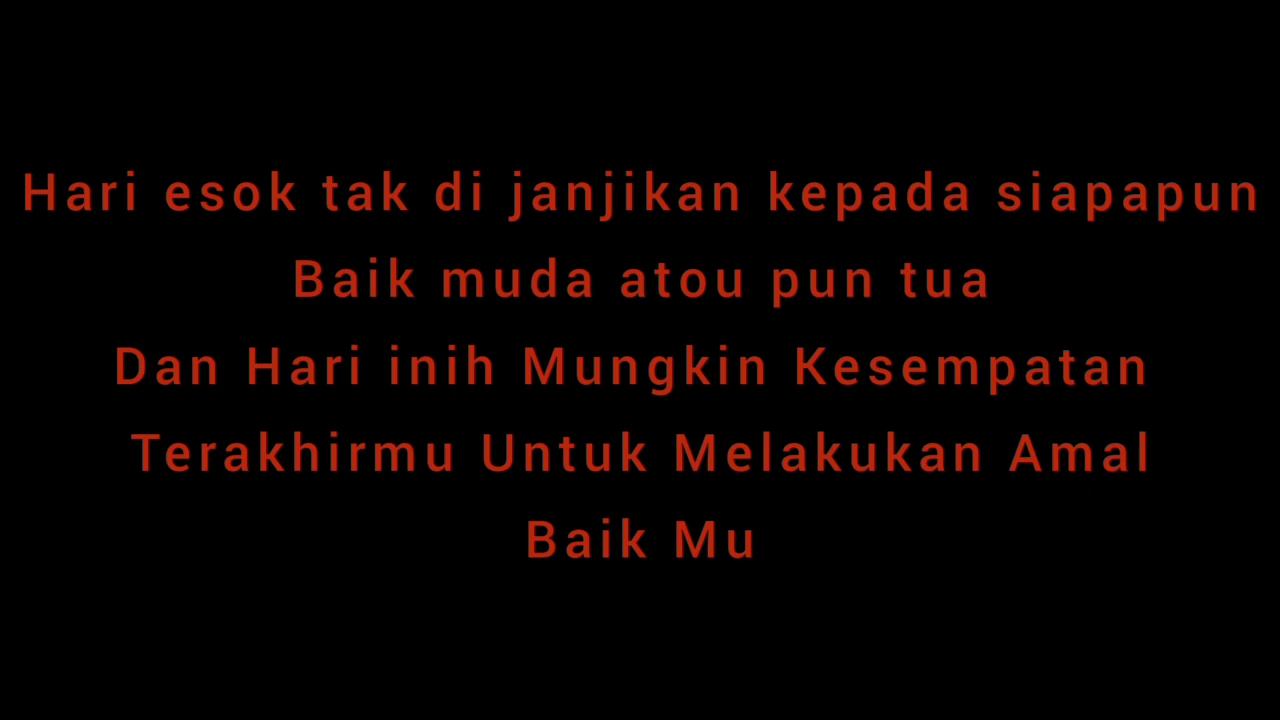 Hari esok tak di janjikan kepada siapapun
Baik muda atou pun tua
Dan Hari inih Mungkin Kesempatan
Terakhirmu Untuk Melakukan Amal
Baik Mu